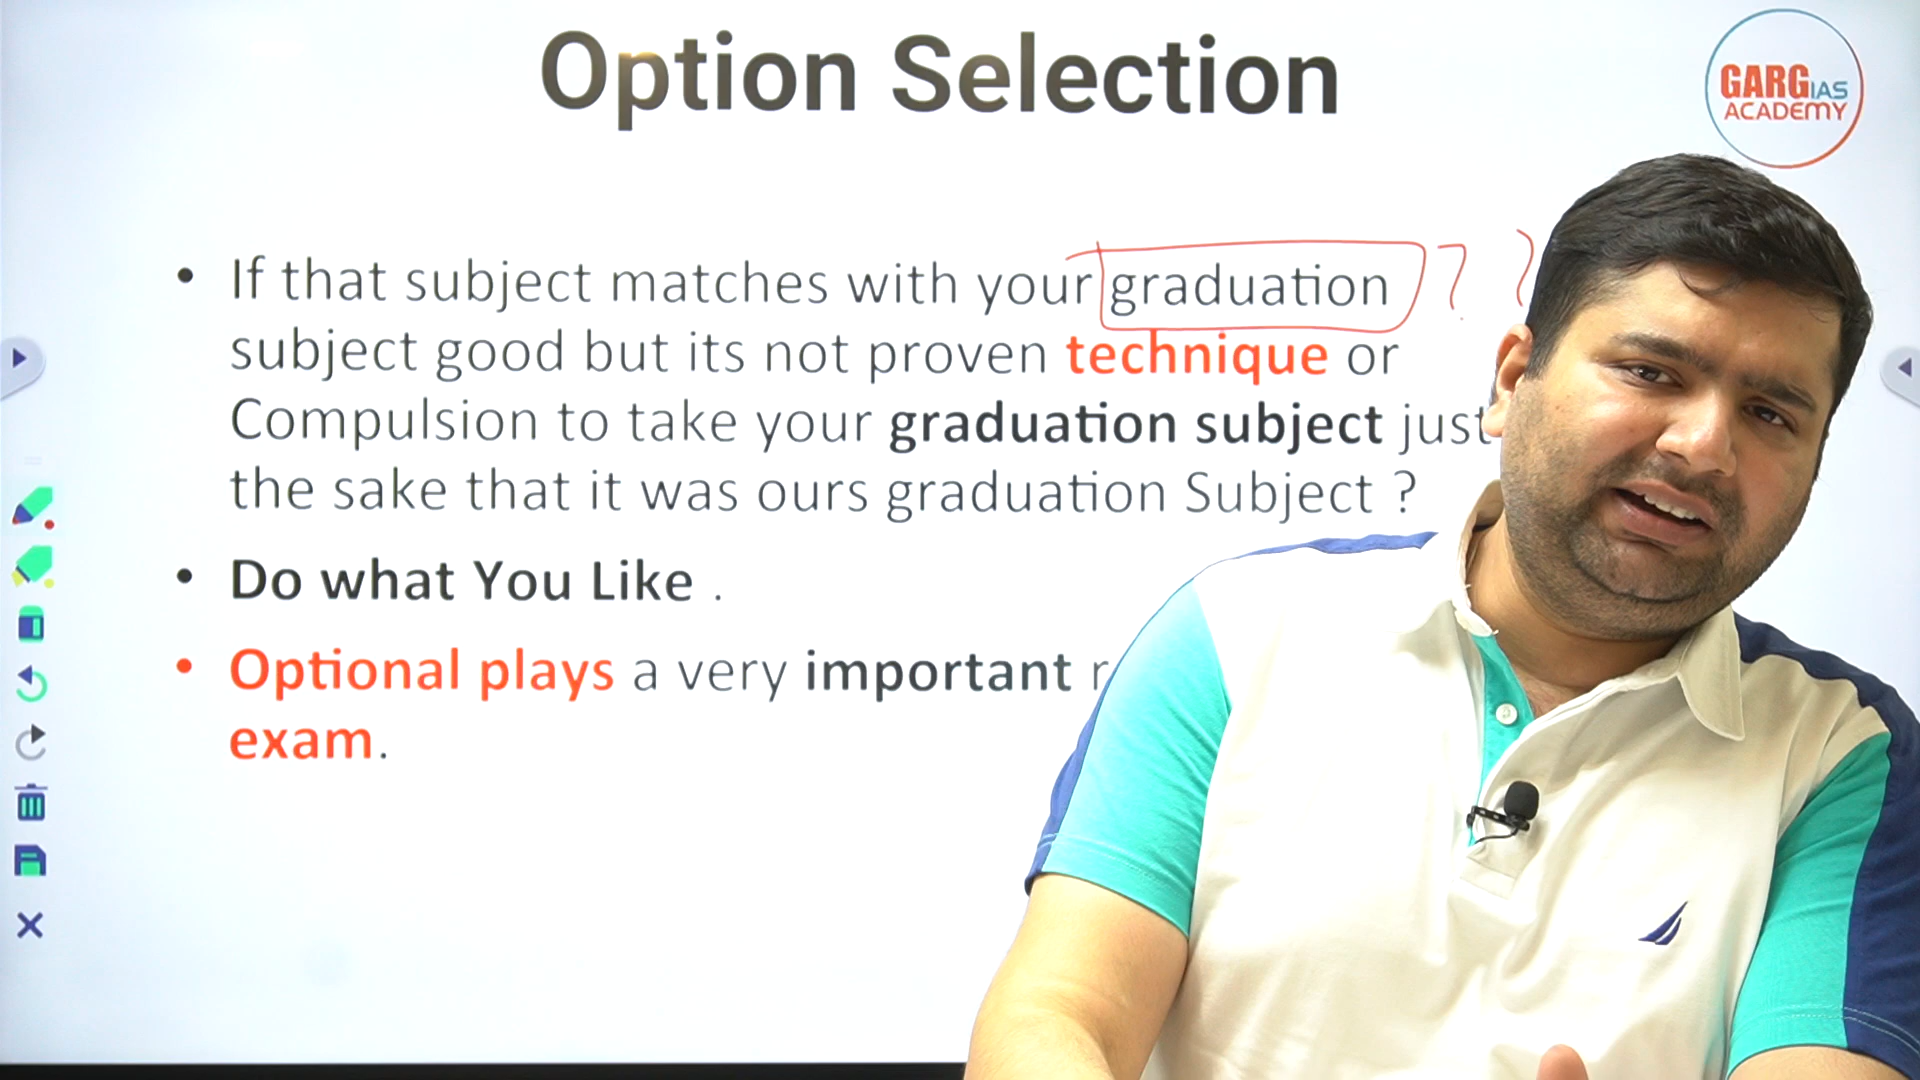 Option Selection
GARG IAS
ACADEMY
• If that subject matches with your graduation ? ?
subject good but its not proven technique or
Compulsion to take your graduation subject just
the sake that it was ours graduation Subject ?
• Do what You Like .
• Optional plays a very important
exam.